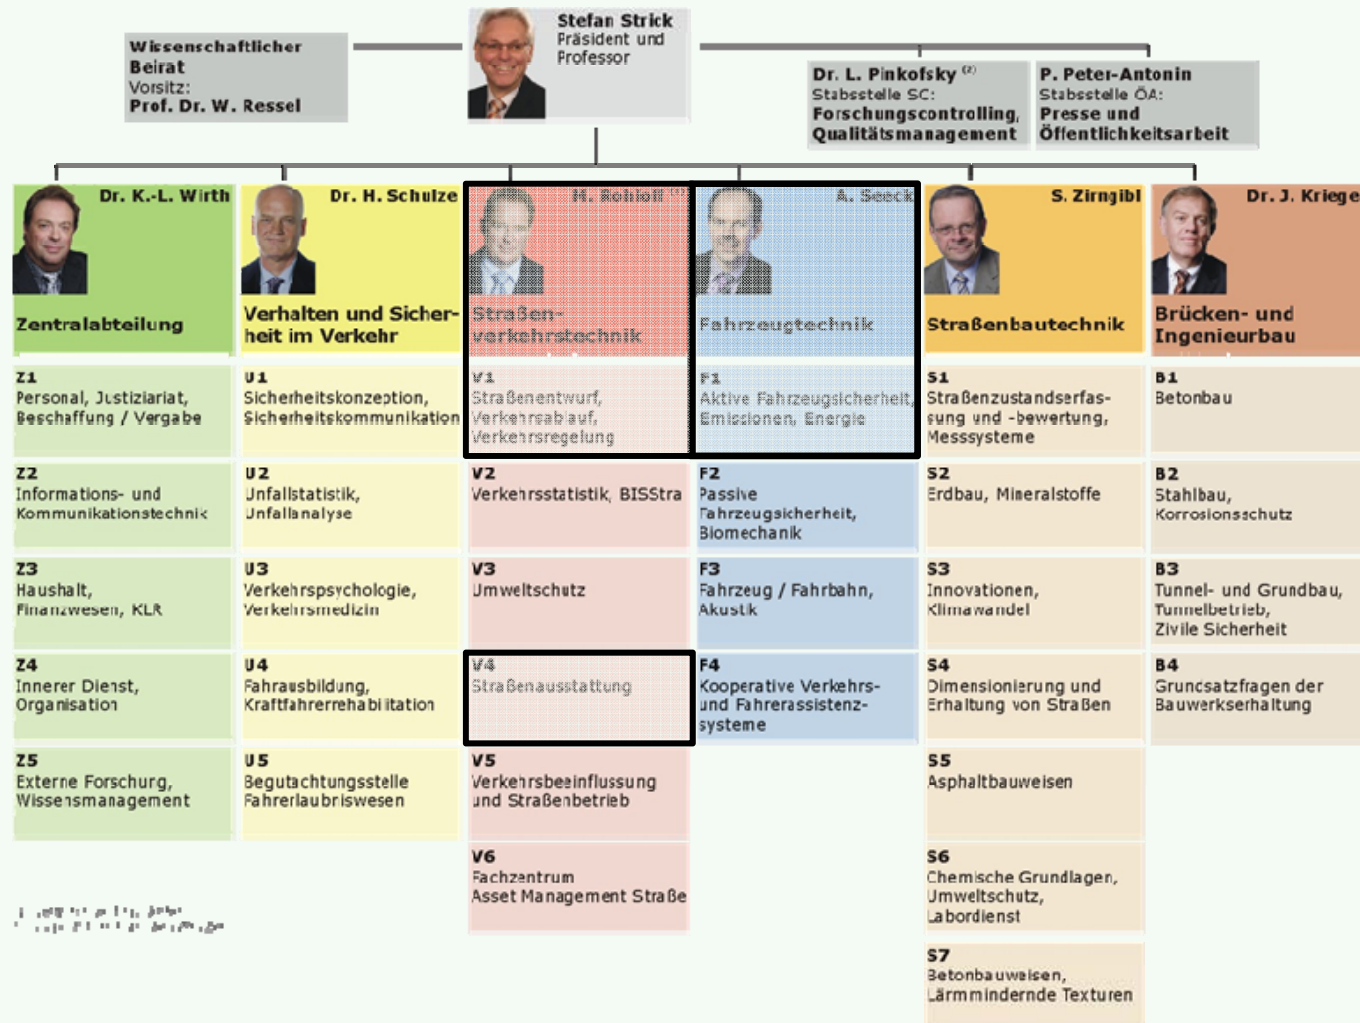 Stefan Strick
Präsident und
Professor
Wissenschaftlicher
Beirat
Vorsitz:
Prof. Dr. W. Ressel
Dr. L. Pinkofsky (2)
Stabsstelle SC:
Forschungscontrolling,
Qualitätsmanagement
P. Peter-Antonin
Stabsstelle ÖA:
Presse und
Öffentlichkeitsarbeit
Dr. K.-L. Wirth
Zentralabteilung
Z1
Personal, Justiziariat,
Beschaffung / Vergabe
Z2
Informations- und
Kommunikationstechnik
Z3
Haushalt,
Finanzwesen, KLR
Z4
Innerer Dienst,
Organisation
Z5
Externe Forschung,
Wissensmanagement
Dr. H. Schulze
Verhalten und Sicher-
heit im Verkehr
U1
Sicherheitskonzeption,
Sicherheitskommunikation
U2
Unfallstatistik,
Unfallanalyse
U3
Verkehrspsychologie,
Verkehrsmedizin
U4
Fahrausbildung,
Kraftfahrerrehabilitation
U5
Begutachtungsstelle
Fahrerlaubniswesen
M. Rohloff
Straßen-
verkehrstechnik
V1
Straßenentwurf,
Verkehrsablauf,
Verkehrsregelung
V2
Verkehrsstatistik, BISStra
V3
Umweltschutz
V4
Straßenausstattung
V5
Verkehrsbeeinflussung
und Straßenbetrieb
V6
Fachzentrum
Asset Management Straße
A. Seeck
Fahrzeugtechnik
F1
Aktive Fahrzeugsicherheit,
Emissionen, Energie
F2
Passive
Fahrzeugsicherheit,
Biomechanik
F3
Fahrzeug / Fahrbahn,
Akustik
F4
Kooperative Verkehrs-
und Fahrerassistenz-
systeme
S. Zirngibl
Straßenbautechnik
S1
Straßenzustandserfas-
sung und -bewertung,
Messsysteme
S2
Erdbau, Mineralstoffe
S3
Innovationen,
Klimawandel
S4
Dimensionierung und
Erhaltung von Straßen
S5
Asphaltbauweisen
S6
Chemische Grundlagen,
Umweltschutz,
Labordienst
S7
Betonbauweisen,
Lärmmindernde Texturen
Dr. J. Kriege
Brücken- und
Ingenieurbau
B1
Betonbau
B2
Stahlbau,
Korrosionsschutz
B3
Tunnel- und Grundbau,
Tunnelbetrieb,
Zivile Sicherheit
B4
Grundsatzfragen der
Bauwerkserhaltung